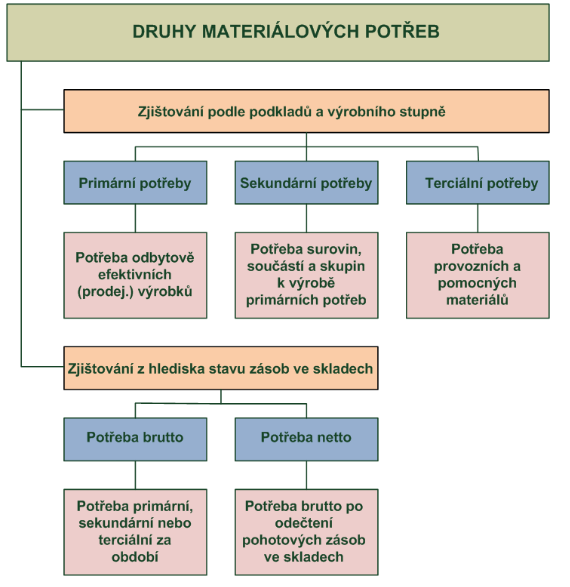 DRUHY MATERIÁLOVÝCH POTŘEB
Zjištování podle podkladů a výrobního stupně
Primární potřeby
Sekundární potřeby
Terciální potřeby
Potřeba odbytově
efektivních
(prodej.) výrobků
Potřeba surovin,
součástí a skupin
k výrobě
primárních potřeb
Potřeba
provozních a
pomocných
materiálů
Zjištování z hlediska stavu zásob ve skladech
Potřeba brutto
Potřeba netto
Potřeba primární,
sekundární nebo
terciální za
období
Potřeba brutto po
odečtení
pohotových zásob
ve skladech